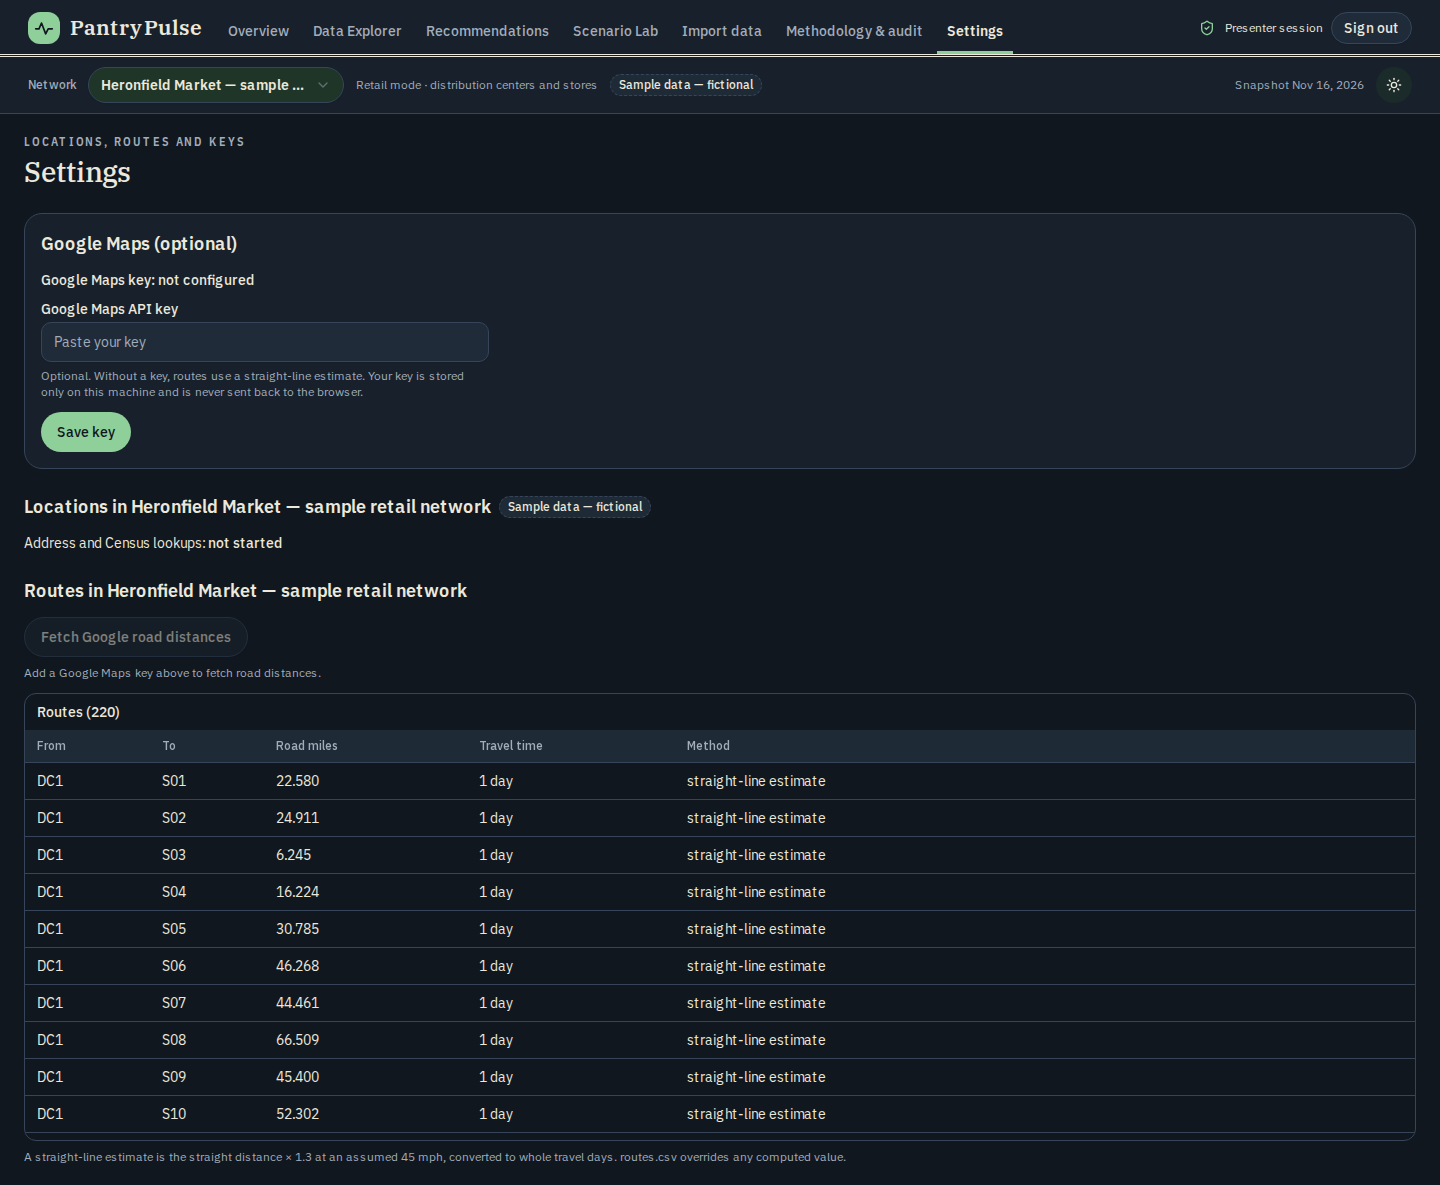 PantryPulse Overview Data Explorer Recommendations Scenario Lab Import data Methodology & audit Settings Presenter session Sign out
Network Heronfield Market — sample ... Retail mode · distribution centers and stores Sample data — fictional Snapshot Nov 16, 2026
LOCATIONS, ROUTES AND KEYS
Settings
Google Maps (optional)
Google Maps key: not configured
Google Maps API key
Paste your key
Optional. Without a key, routes use a straight-line estimate. Your key is stored
only on this machine and is never sent back to the browser.
Save key
Locations in Heronfield Market — sample retail network Sample data — fictional
Address and Census lookups: not started
Routes in Heronfield Market — sample retail network
Fetch Google road distances
Add a Google Maps key above to fetch road distances.
Routes (220)
From To Road miles Travel time Method
DC1 S01 22.580 1 day straight-line estimate
DC1 S02 24.911 1 day straight-line estimate
DC1 S03 6.245 1 day straight-line estimate
DC1 S04 16.224 1 day straight-line estimate
DC1 S05 30.785 1 day straight-line estimate
DC1 S06 46.268 1 day straight-line estimate
DC1 S07 44.461 1 day straight-line estimate
DC1 S08 66.509 1 day straight-line estimate
DC1 S09 45.400 1 day straight-line estimate
DC1 S10 52.302 1 day straight-line estimate
A straight-line estimate is the straight distance × 1.3 at an assumed 45 mph, converted to whole travel days. routes.csv overrides any computed value.